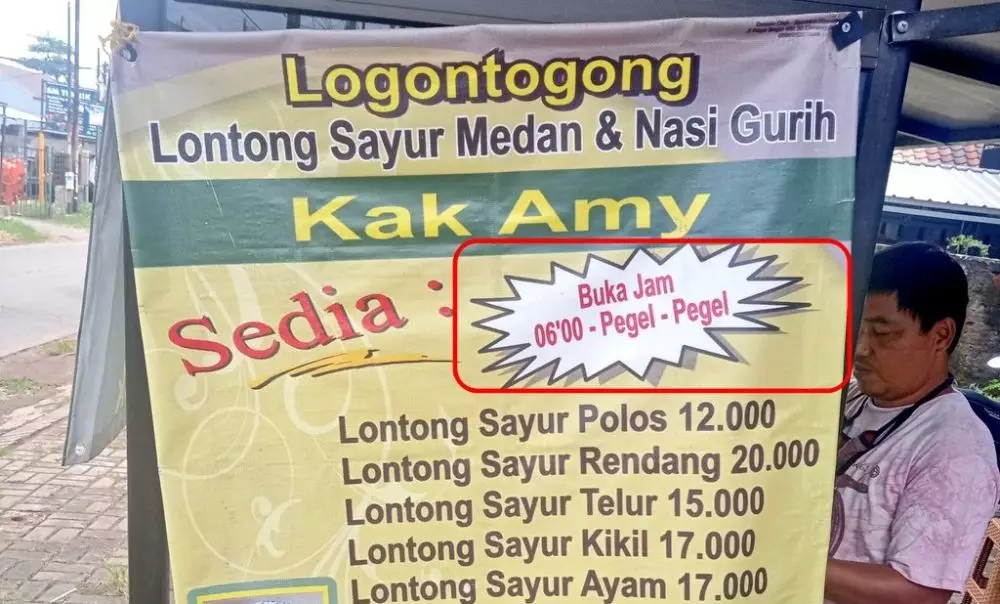 Logontogong
Lontong Sayur Medan & Nasi Gurih
Kak Amy
Sedia :
Buka Jam
06'00 - Pegel - Pegel
Lontong Sayur Polos 12.000
Lontong Sayur Rendang 20.000
Lontong Sayur Telur 15.000
Lontong Sayur Kikil 17.000
Lontong Sayur Ayam 17.000